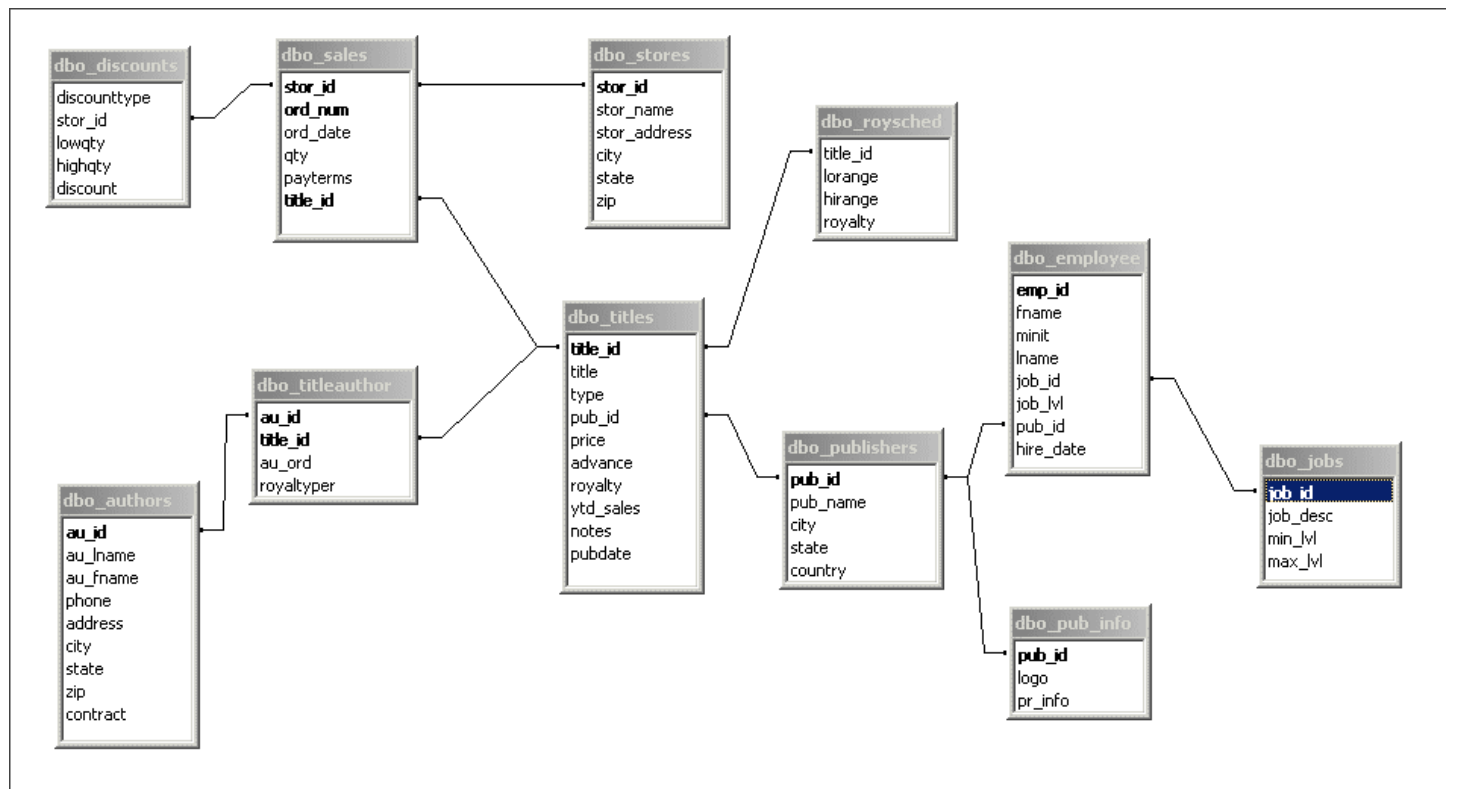 dbo_discounts
discounttype
stor_id
lowqty
highqty
discount
dbo_sales
stor_id
ord_num
ord_date
qty
payterms
title_id
dbo_stores
stor_id
stor_name
stor_address
city
state
zip
dbo_roysched
title_id
lorange
hirange
royalty
dbo_employee
emp_id
fname
minit
lname
job_id
job_lvl
pub_id
hire_date
dbo_titles
title_id
title
type
pub_id
price
advance
royalty
ytd_sales
notes
pubdate
dbo_titleauthor
au_id
title_id
au_ord
royaltyper
dbo_publishers
pub_id
pub_name
city
state
country
dbo_jobs
job_id
job_desc
min_lvl
max_lvl
dbo_authors
au_id
au_lname
au_fname
phone
address
city
state
zip
contract
dbo_pub_info
pub_id
logo
pr_info